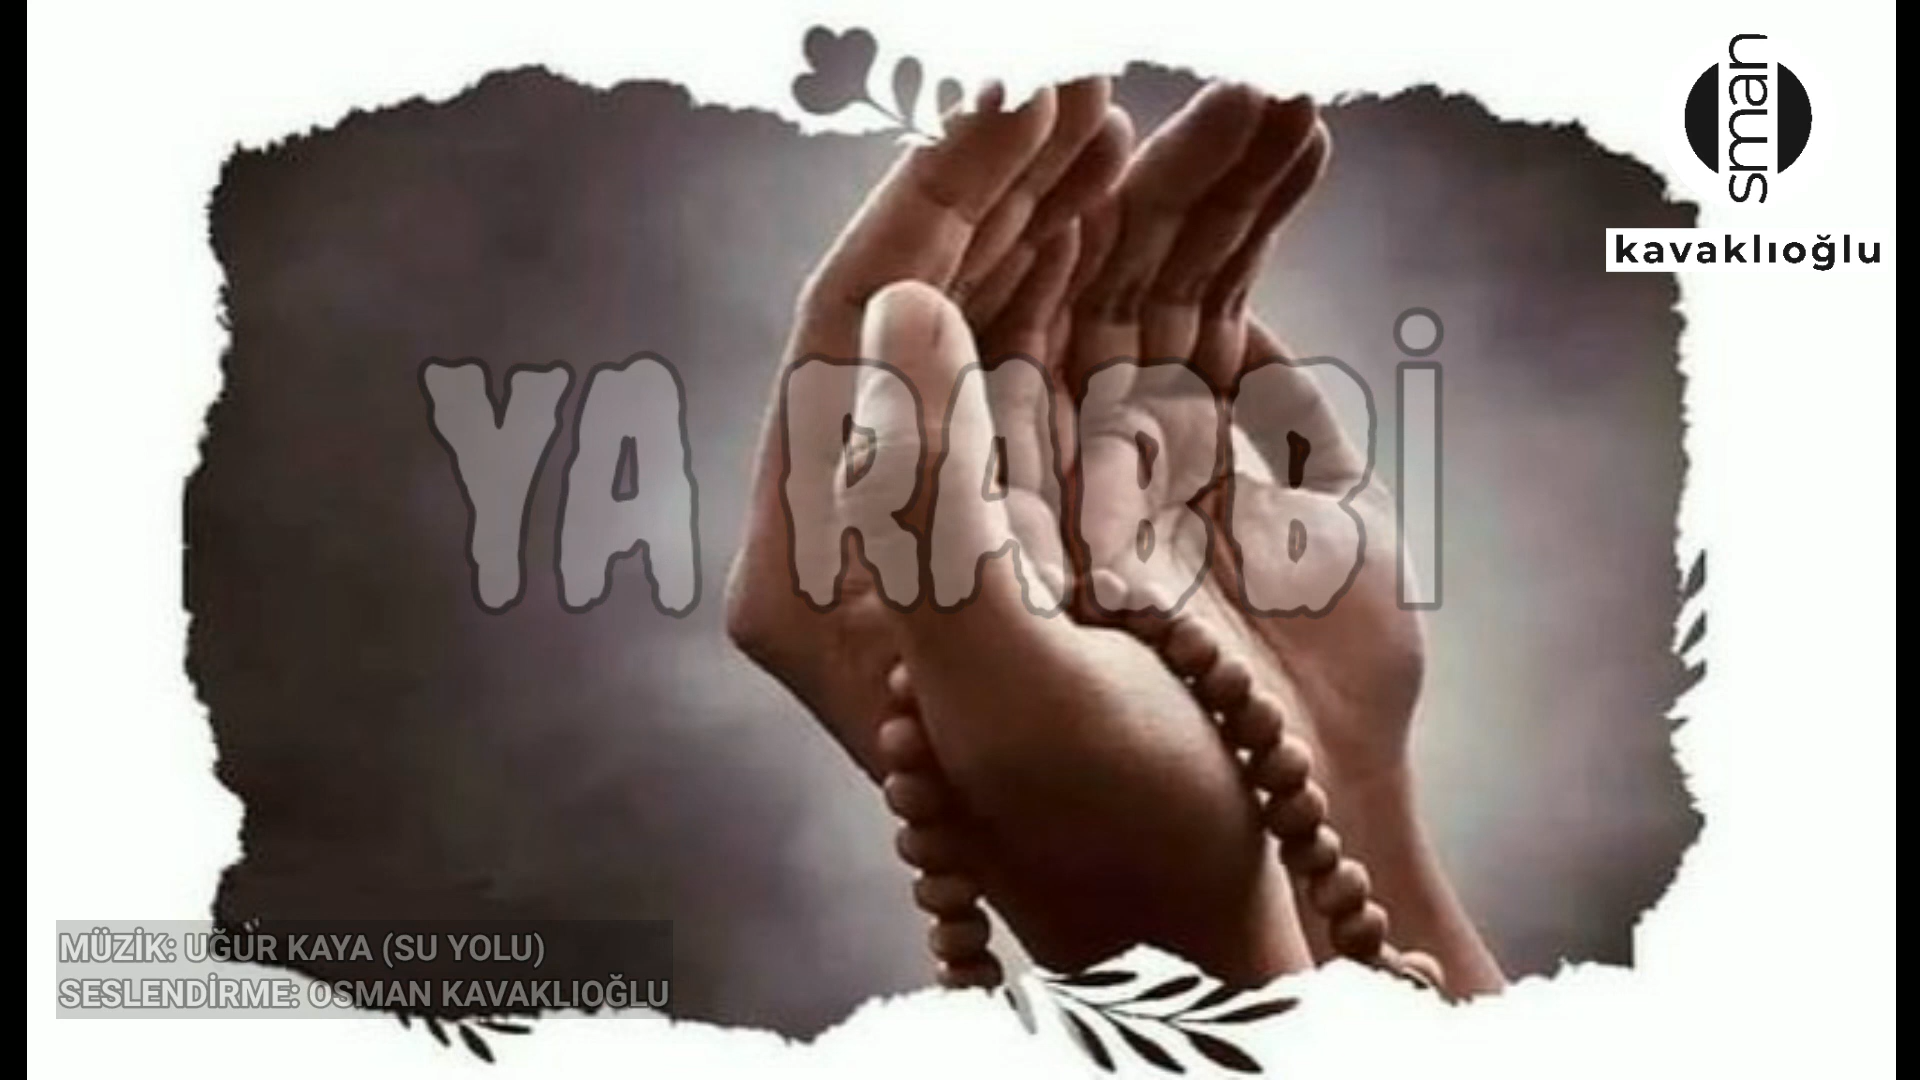 sman
kavaklıoğlu
YA RABBİ
MÜZİK: UĞUR KAYA (SU YOLU)
SESLENDİRME: OSMAN KAVAKLIOĞLU